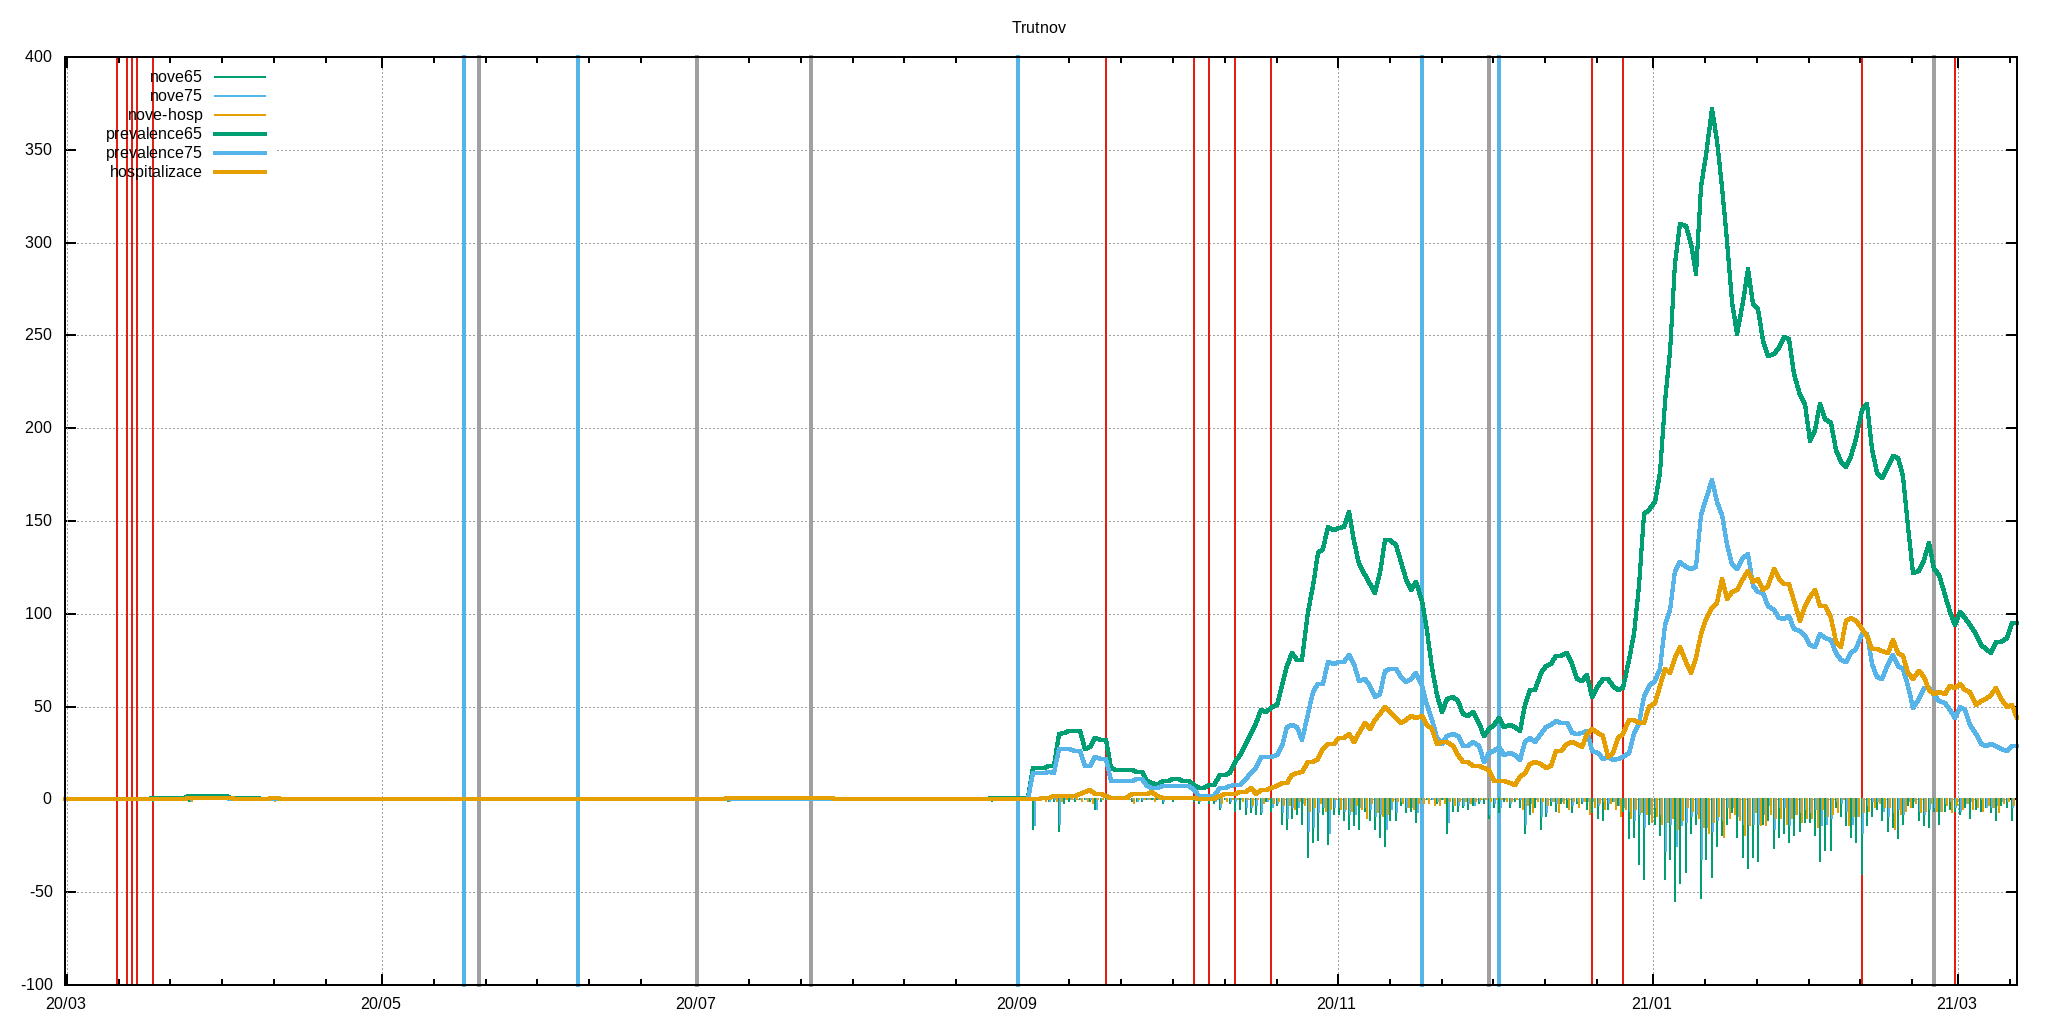 Trutnov
400
350
300
250
200
150
100
50
0
-50
-100
nove65
nove75
nove-hosp
prevalence65
prevalence75
hospitalizace
20/03 20/05 20/07 20/09 20/11 21/01 21/03